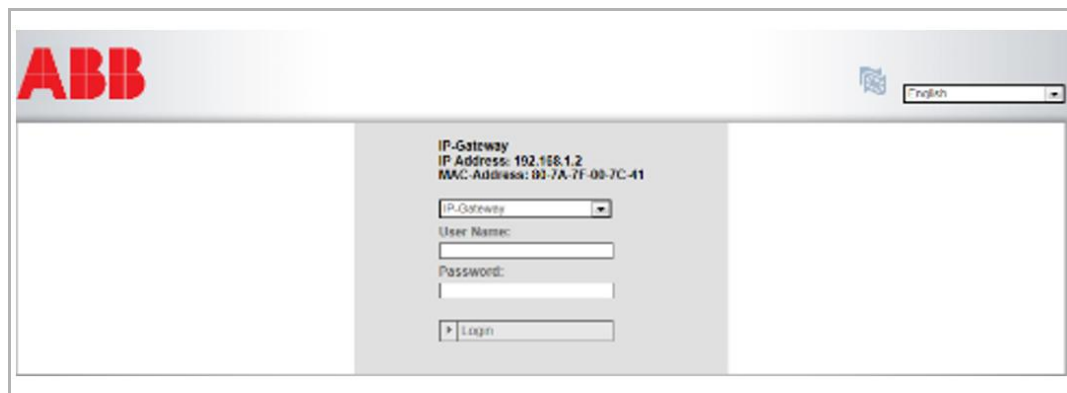 ABB
English
IP-Gateway
IP Address: 192.168.1.2
MAC-Address: 80-7A-7F-00-7C-41
IP-Gateway
User Name:
Password:
Login